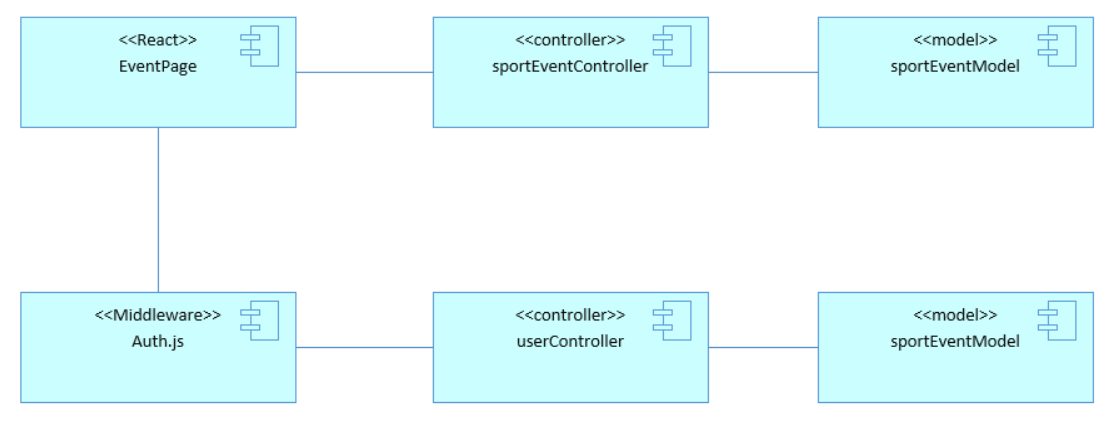 <<React>>
EventPage
<<controller>>
sportEventController
<<model>>
sportEventModel
<<Middleware>>
Auth.js
<<controller>>
userController
<<model>>
sportEventModel